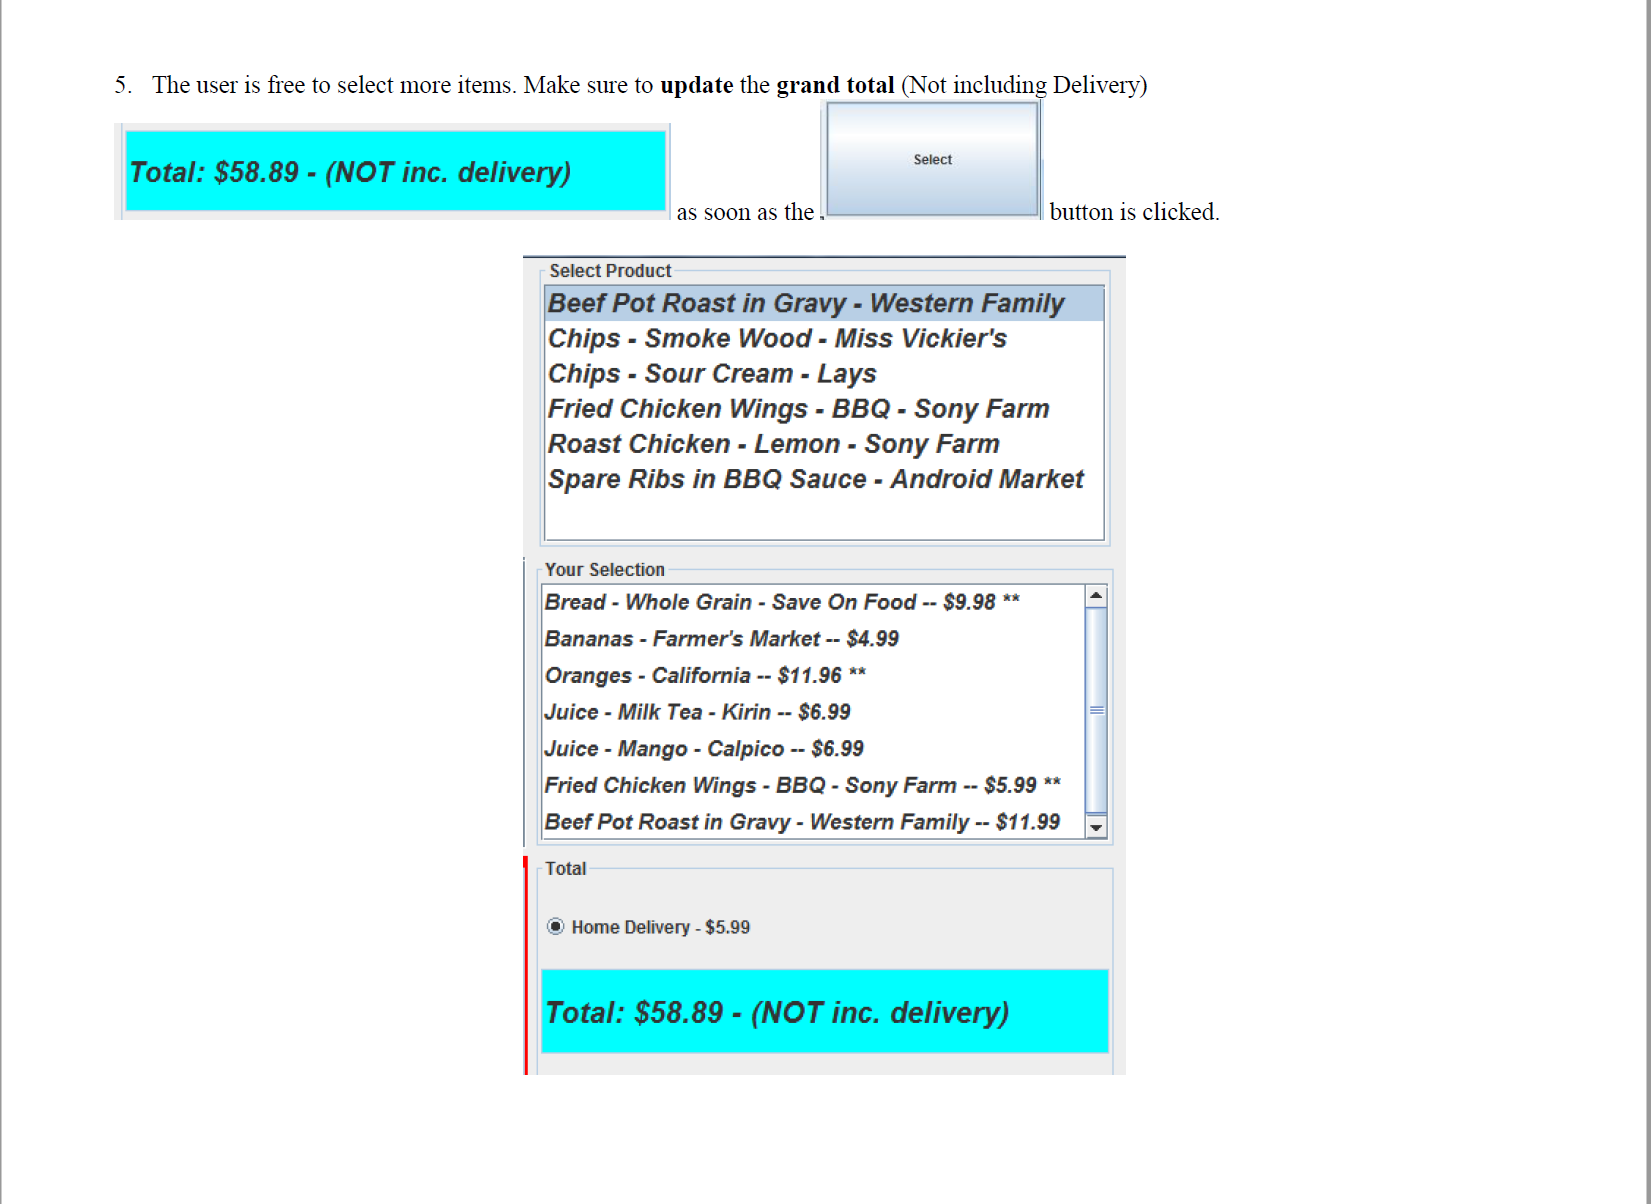 5. The user is free to select more items. Make sure to update the grand total (Not including Delivery)
Total: $58.89 - (NOT inc. delivery)
as soon as the
Select
button is clicked.
Select Product
Beef Pot Roast in Gravy - Western Family
Chips - Smoke Wood - Miss Vickier's
Chips - Sour Cream - Lays
Fried Chicken Wings - BBQ - Sony Farm
Roast Chicken - Lemon - Sony Farm
Spare Ribs in BBQ Sauce - Android Market
Your Selection
Bread - Whole Grain - Save On Food -- $9.98 **
Bananas - Farmer's Market -- $4.99
Oranges - California -- $11.96 **
Juice - Milk Tea - Kirin -- $6.99
Juice - Mango - Calpico -- $6.99
Fried Chicken Wings - BBQ - Sony Farm -- $5.99 **
Beef Pot Roast in Gravy - Western Family -- $11.99
Total
Home Delivery - $5.99
Total: $58.89 - (NOT inc. delivery)